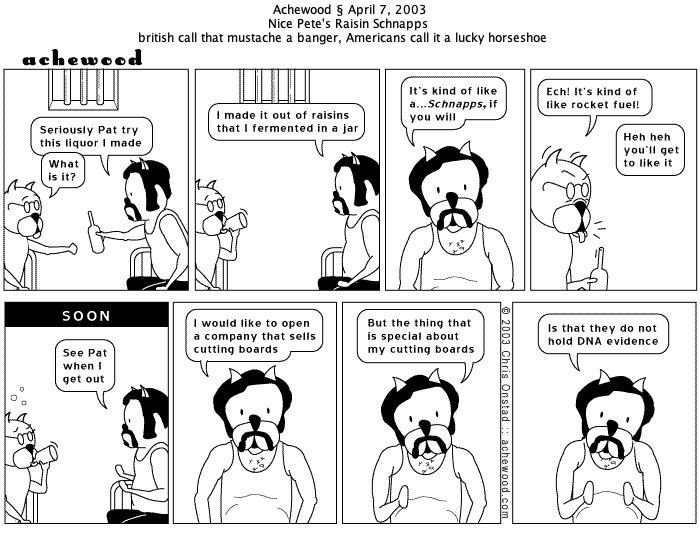 Achewood § April 7, 2003
Nice Pete's Raisin Schnapps
british call that mustache a banger, Americans call it a lucky horseshoe
achewood
Seriously Pat try
this liquor I made
What
is it?
I made it out of raisins
that I fermented in a jar
It's kind of like
a...Schnapps, if
you will
Ech! It's kind of
like rocket fuel!
Heh heh
you'll get
to like it
SOON
See Pat
when I
get out
I would like to open
a company that sells
cutting boards
But the thing that
is special about
my cutting boards
© 2003 Chris Onstad :: achewood.com
Is that they do not
hold DNA evidence